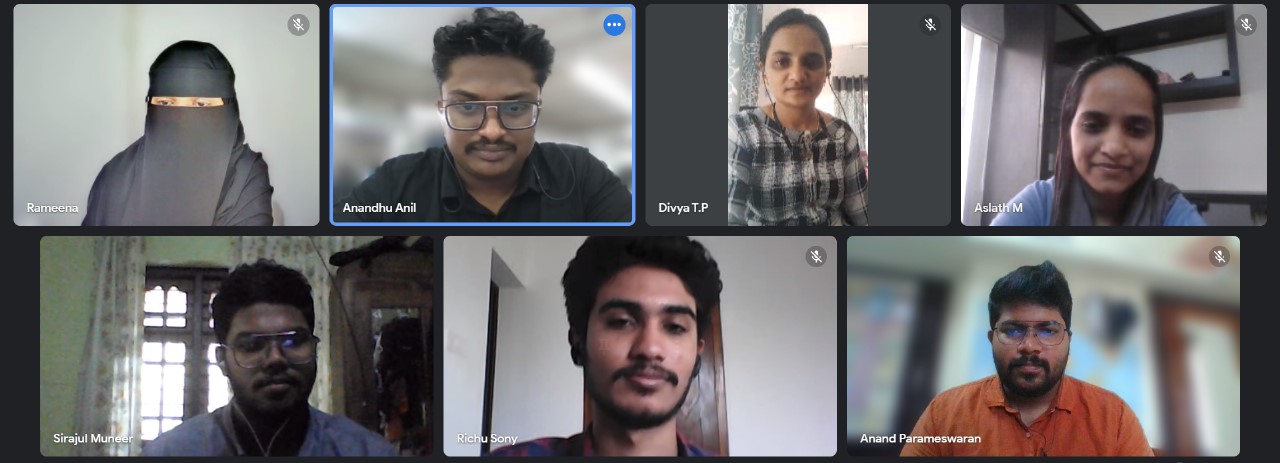 Rameena
Anandhu Anil
Divya T.P
Aslath M
Sirajul Muneer
Richu Sony
Anand Parameswaran